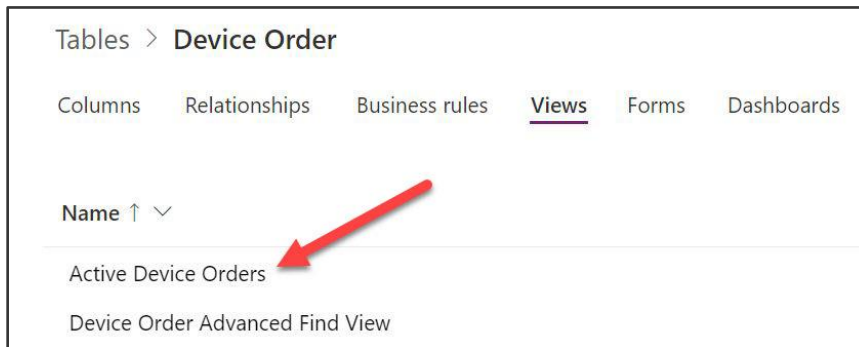 Tables > Device Order
Columns Relationships Business rules Views Forms Dashboards
Name ↑
Active Device Orders
Device Order Advanced Find View